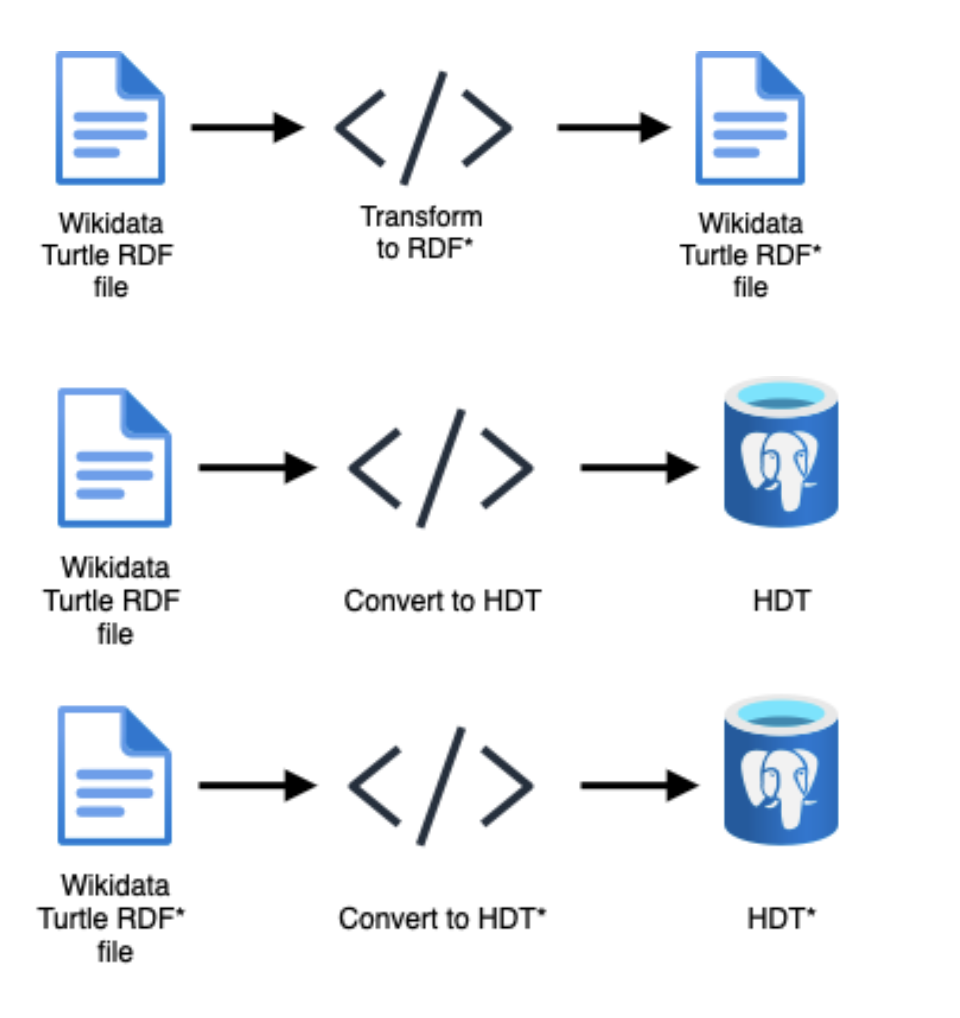 Wikidata
Turtle RDF
file
Transform
to RDF*
Wikidata
Turtle RDF*
file
Wikidata
Turtle RDF
file
Convert to HDT
HDT
Wikidata
Turtle RDF*
file
Convert to HDT*
HDT*